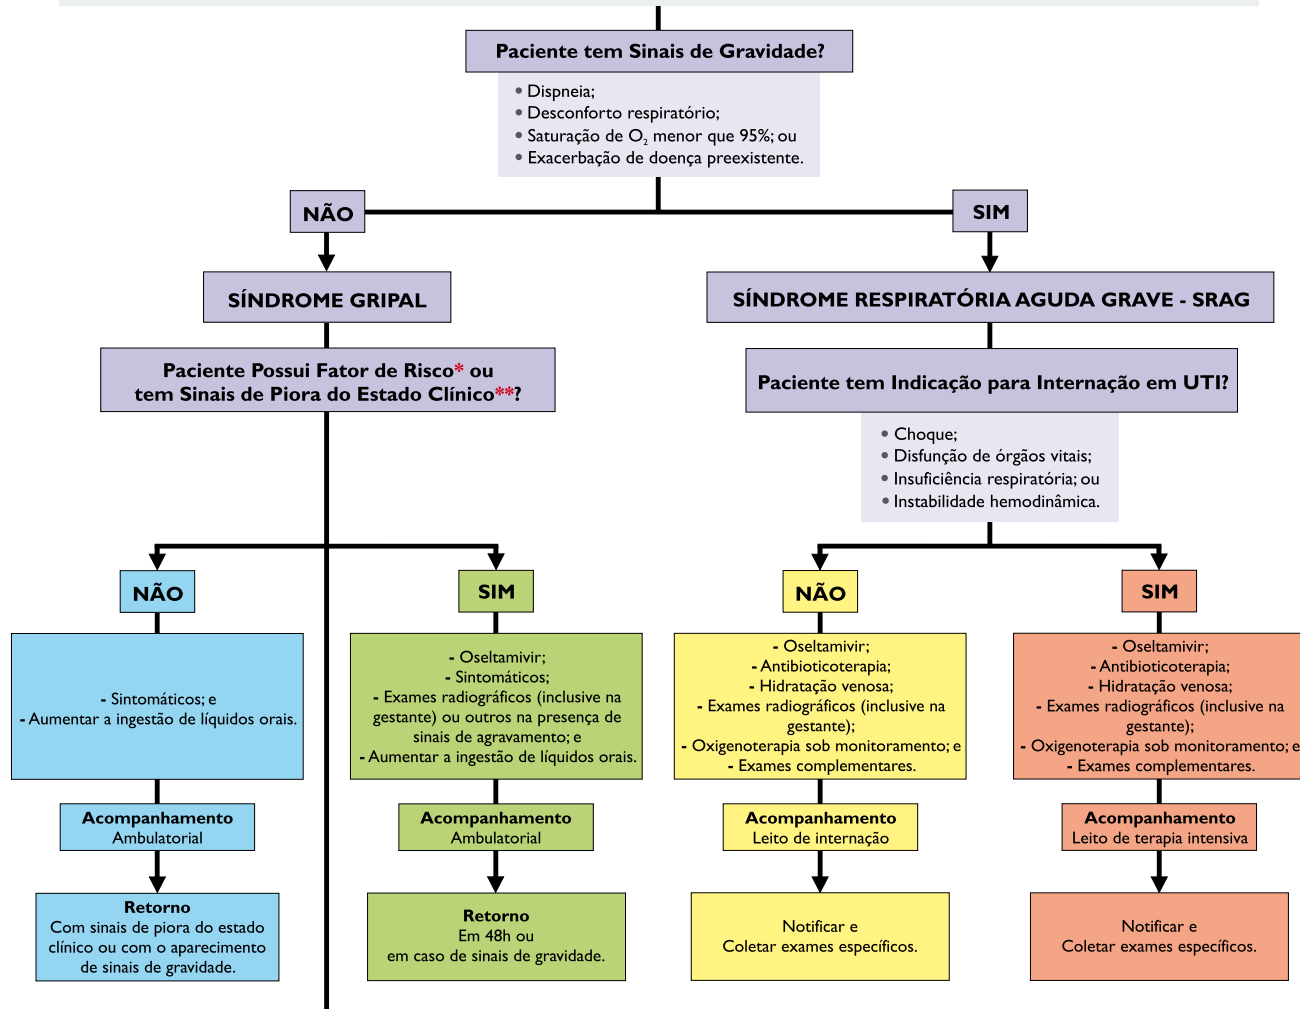 Paciente tem Sinais de Gravidade?
• Dispneia;
• Desconforto respiratório;
• Saturação de O₂ menor que 95%; ou
• Exacerbação de doença preexistente.
NÃO
SIM
SÍNDROME GRIPAL
SÍNDROME RESPIRATÓRIA AGUDA GRAVE - SRAG
Paciente Possui Fator de Risco* ou
tem Sinais de Piora do Estado Clínico**?
Paciente tem Indicação para Internação em UTI?
• Choque;
• Disfunção de órgãos vitais;
• Insuficiência respiratória; ou
• Instabilidade hemodinâmica.
NÃO
- Sintomáticos; e
- Aumentar a ingestão de líquidos orais.
Acompanhamento
Ambulatorial
Retorno
Com sinais de piora do estado
clínico ou com o aparecimento
de sinais de gravidade.
SIM
- Oseltamivir;
- Sintomáticos;
- Exames radiográficos (inclusive na
gestante) ou outros na presença de
sinais de agravamento; e
- Aumentar a ingestão de líquidos orais.
Acompanhamento
Ambulatorial
Retorno
Em 48h ou
em caso de sinais de gravidade.
NÃO
- Oseltamivir;
- Antibioticoterapia;
- Hidratação venosa;
- Exames radiográficos (inclusive na
gestante);
- Oxigenoterapia sob monitoramento; e
- Exames complementares.
Acompanhamento
Leito de internação
Notificar e
Coletar exames específicos.
SIM
- Oseltamivir;
- Antibioticoterapia;
- Hidratação venosa;
- Exames radiográficos (inclusive na
gestante);
- Oxigenoterapia sob monitoramento; e
- Exames complementares.
Acompanhamento
Leito de terapia intensiva
Notificar e
Coletar exames específicos.